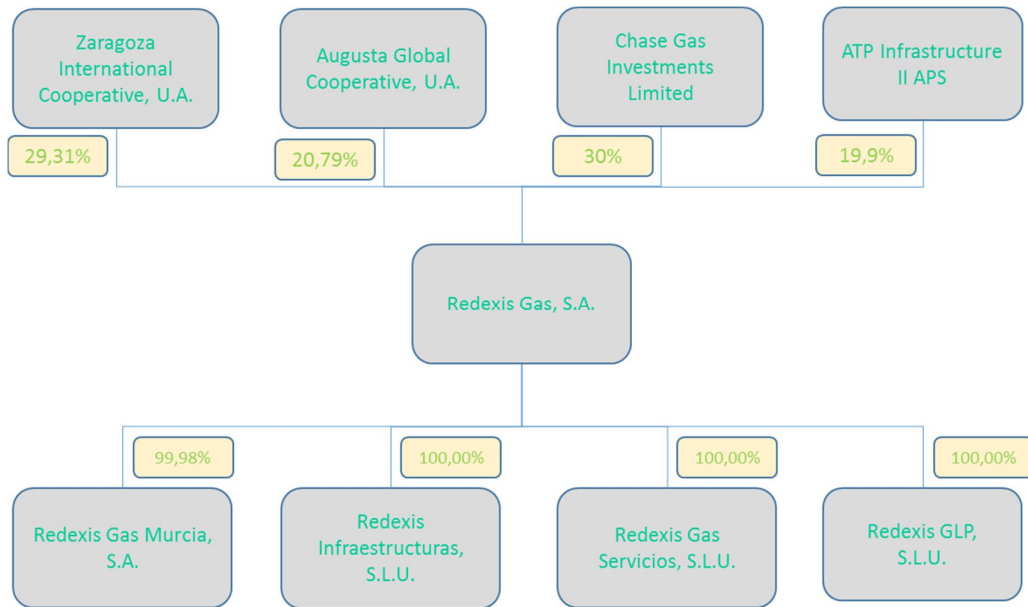 Zaragoza
International
Cooperative, U.A.
Augusta Global
Cooperative, U.A.
Chase Gas
Investments
Limited
ATP Infrastructure
II APS
29,31%
20,79%
30%
19,9%
Redexis Gas, S.A.
99,98%
100,00%
100,00%
100,00%
Redexis Gas Murcia,
S.A.
Redexis
Infraestructuras,
S.L.U.
Redexis Gas
Servicios, S.L.U.
Redexis GLP,
S.L.U.